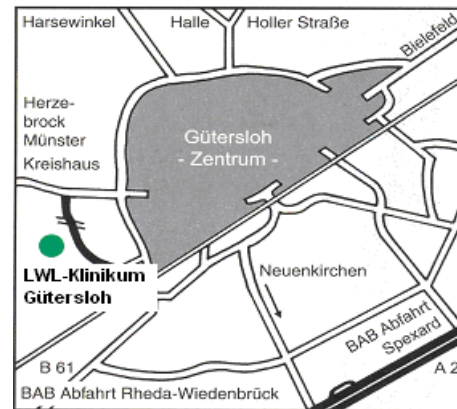 Harsewinkel
Halle
Holler Straße
Bielefeld
Herze-
brock
Münster
Kreishaus
Gütersloh
- Zentrum -
LWL-Klinikum
Gütersloh
Neuenkirchen
BAB Abfahrt
Spexard
B 61
A 2
BAB Abfahrt Rheda-Wiedenbrück